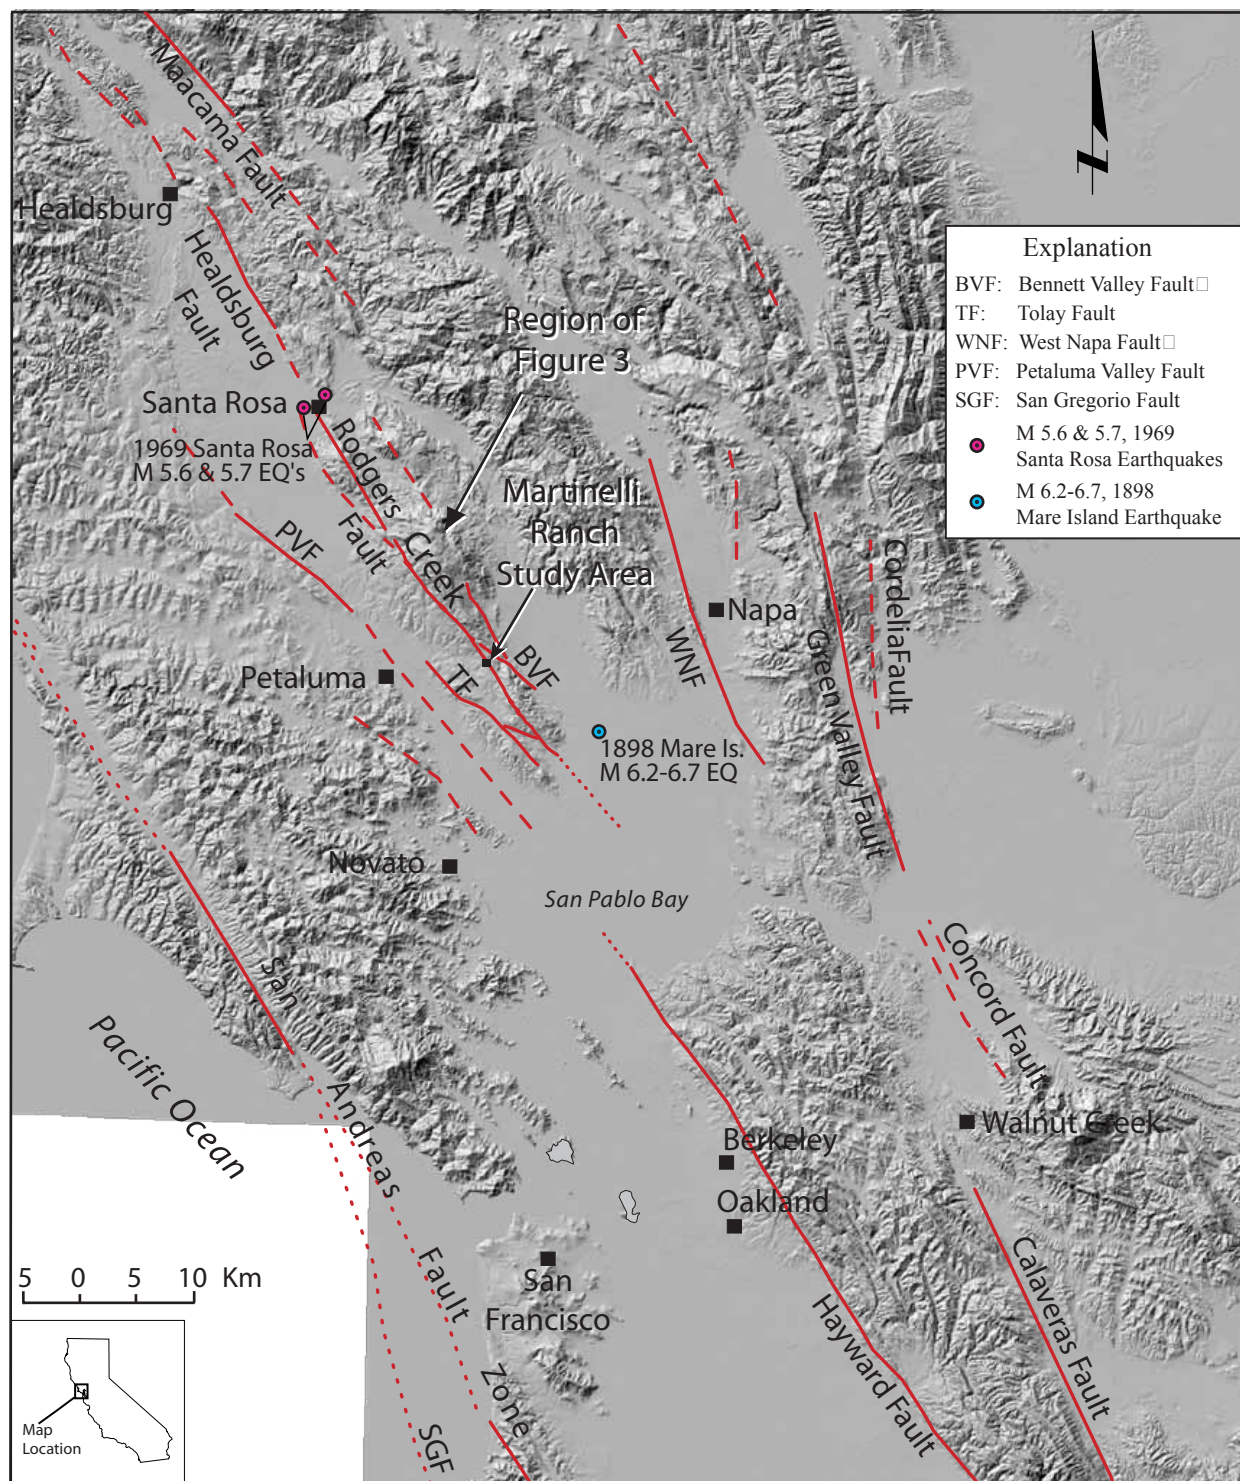 Maacama Fault
Healdsburg
Healdsburg
Fault
Region of
Figure 3
Santa Rosa
1969 Santa Rosa
M 5.6 & 5.7 EQ's
Rodgers
Creek
Fault
Martinelli
Ranch
Study Area
PVF
Petaluma
TF
BVF
WNF
Napa
Green Valley Fault
Cordelia Fault
1898 Mare Is.
M 6.2-6.7 EQ
Novato
San Pablo Bay
San
Andreas
Fault
Zone
Pacific Ocean
Concord Fault
Walnut Creek
Berkeley
Oakland
San
Francisco
Hayward Fault
Calaveras Fault
SGF
Explanation
BVF: Bennett Valley Fault□
TF: Tolay Fault
WNF: West Napa Fault□
PVF: Petaluma Valley Fault
SGF: San Gregorio Fault
M 5.6 & 5.7, 1969
Santa Rosa Earthquakes
M 6.2-6.7, 1898
Mare Island Earthquake
N
5 0 5 10 Km
Map
Location